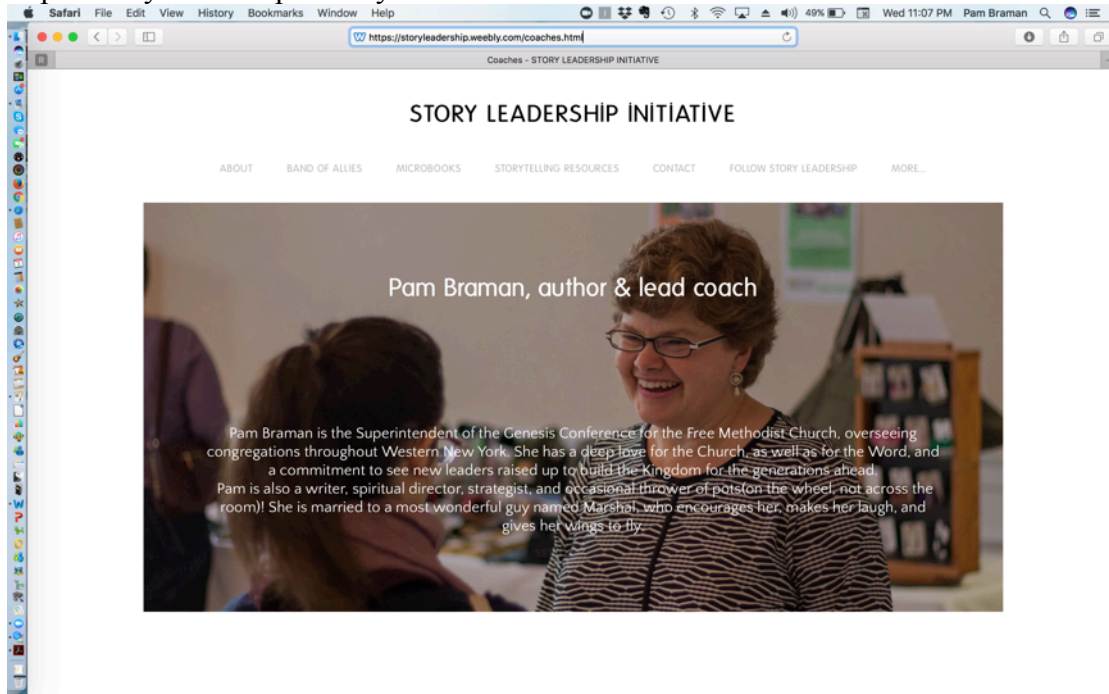 Safari File Edit View History Bookmarks Window Help 49% Wed 11:07 PM Pam Braman
https://storyleadership.weebly.com/coaches.html
Coaches - STORY LEADERSHIP INITIATIVE
STORY LEADERSHIP INITIATIVE
ABOUT BAND OF ALLIES MICROBOOKS STORYTELLING RESOURCES CONTACT FOLLOW STORY LEADERSHIP MORE...
Pam Braman, author & lead coach
Pam Braman is the Superintendent of the Genesis Conference for the Free Methodist Church, overseeing
congregations throughout Western New York. She has a deep love for the Church, as well as for the Word, and
a commitment to see new leaders raised up to build the Kingdom for the generations ahead.
Pam is also a writer, spiritual director, strategist, and occasional thrower of pots(on the wheel, not across the
room)! She is married to a most wonderful guy named Marshal, who encourages her, makes her laugh, and
gives her wings to fly.